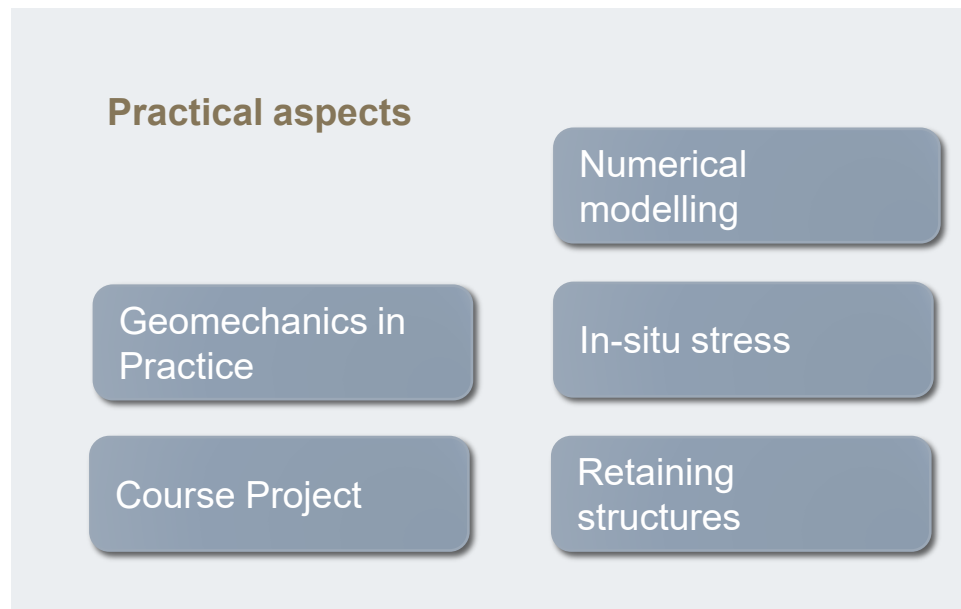 Practical aspects
Numerical
modelling
Geomechanics in
Practice
In-situ stress
Course Project
Retaining
structures